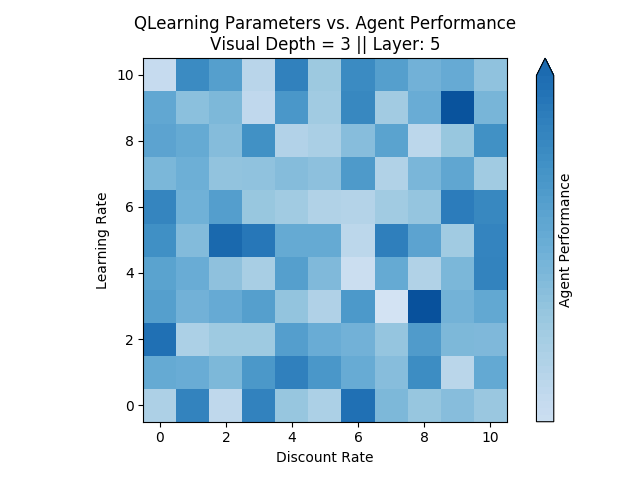 QLearning Parameters vs. Agent Performance
Visual Depth = 3 || Layer: 5
10
8
6
4
2
0
Learning Rate
0 2 4 6 8 10
Discount Rate
Agent Performance